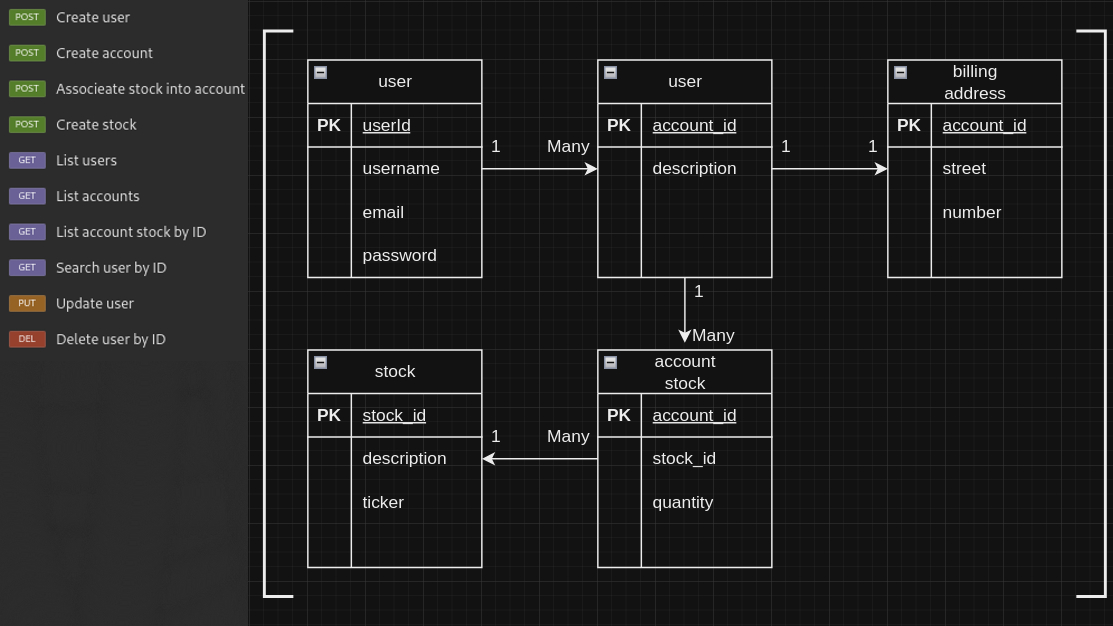 POST Create user
POST Create account
POST Associeate stock into account
POST Create stock
GET List users
GET List accounts
GET List account stock by ID
GET Search user by ID
PUT Update user
DEL Delete user by ID
user
PK userId
username
email
password
1 Many
user
PK account_id
description
1 1
billing
address
PK account_id
street
number
1
Many
stock
PK stock_id
description
ticker
1 Many
account
stock
PK account_id
stock_id
quantity